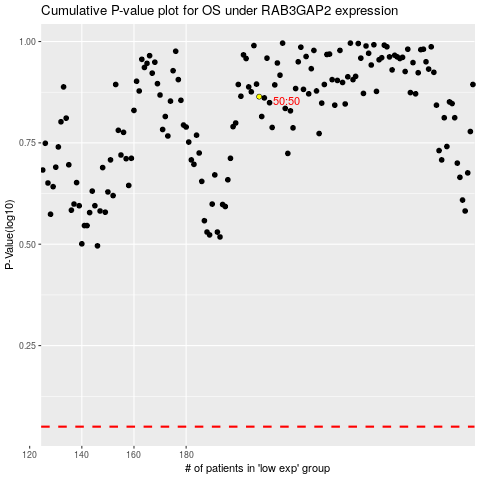 Cumulative P-value plot for OS under RAB3GAP2 expression
P-Value(log10)
1.00
0.75
0.50
0.25
50:50
120 140 160 180
# of patients in 'low exp' group